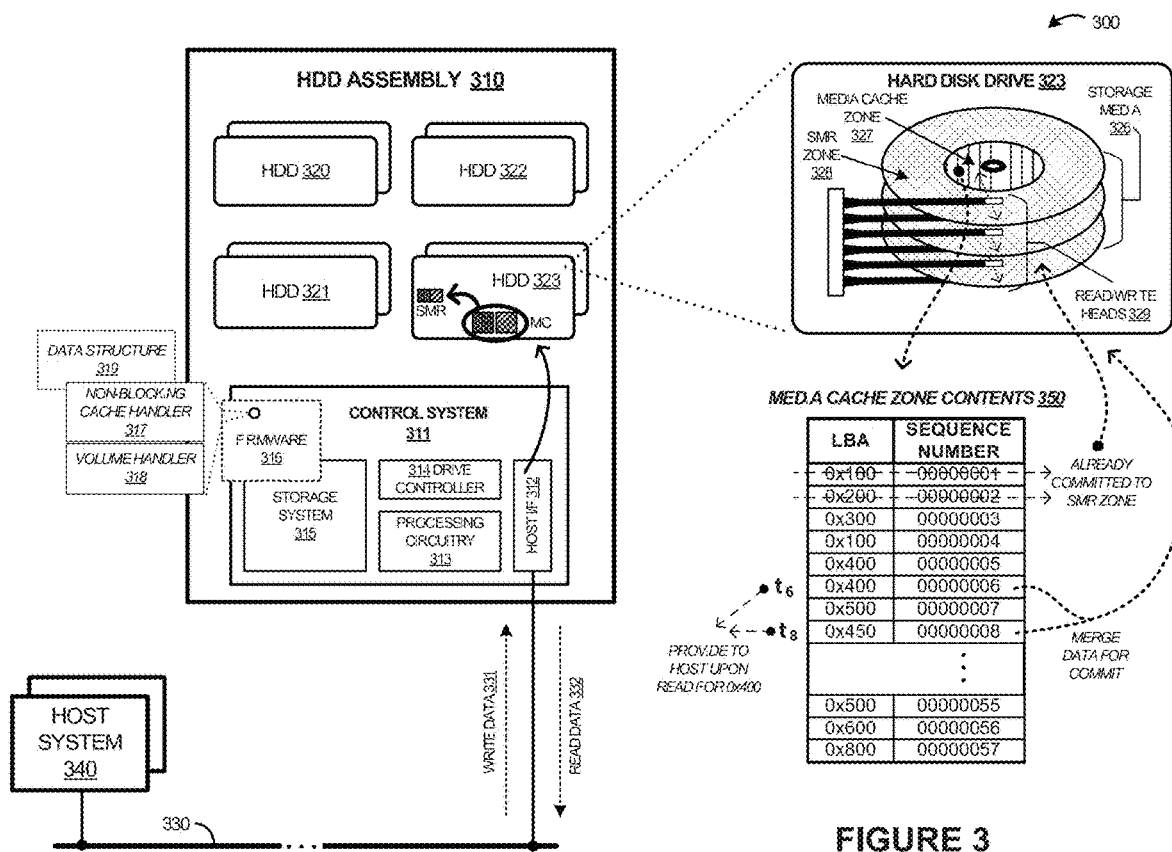 300
HDD ASSEMBLY 310
HDD 320
HDD 322
HDD 321
HDD 323
SMR
MC
DATA STRUCTURE
319
NON-BLOCKING
CACHE HANDLER
317
VOLUME HANDLER
318
FIRMWARE
316
CONTROL SYSTEM
311
STORAGE
SYSTEM
315
314 DRIVE
CONTROLLER
PROCESSING
CIRCUITRY
313
HOST I/F 312
HARD DISK DRIVE 323
MEDIA CACHE
ZONE
327
SMR
ZONE
328
STORAGE
MEDIA
326
READ/WRITE
HEADS 329
MEDIA CACHE ZONE CONTENTS 350
LBA SEQUENCE NUMBER
0x100 00000001
0x200 00000002
0x300 00000003
0x100 00000004
0x400 00000005
0x400 00000006
0x500 00000007
0x450 00000008
0x500 00000055
0x600 00000056
0x800 00000057
ALREADY
COMMITTED TO
SMR ZONE
t6
t8
PROVIDE TO
HOST UPON
READ FOR 0x400
MERGE
DATA FOR
COMMIT
WRITE DATA 331
READ DATA 332
HOST
SYSTEM
340
330
FIGURE 3